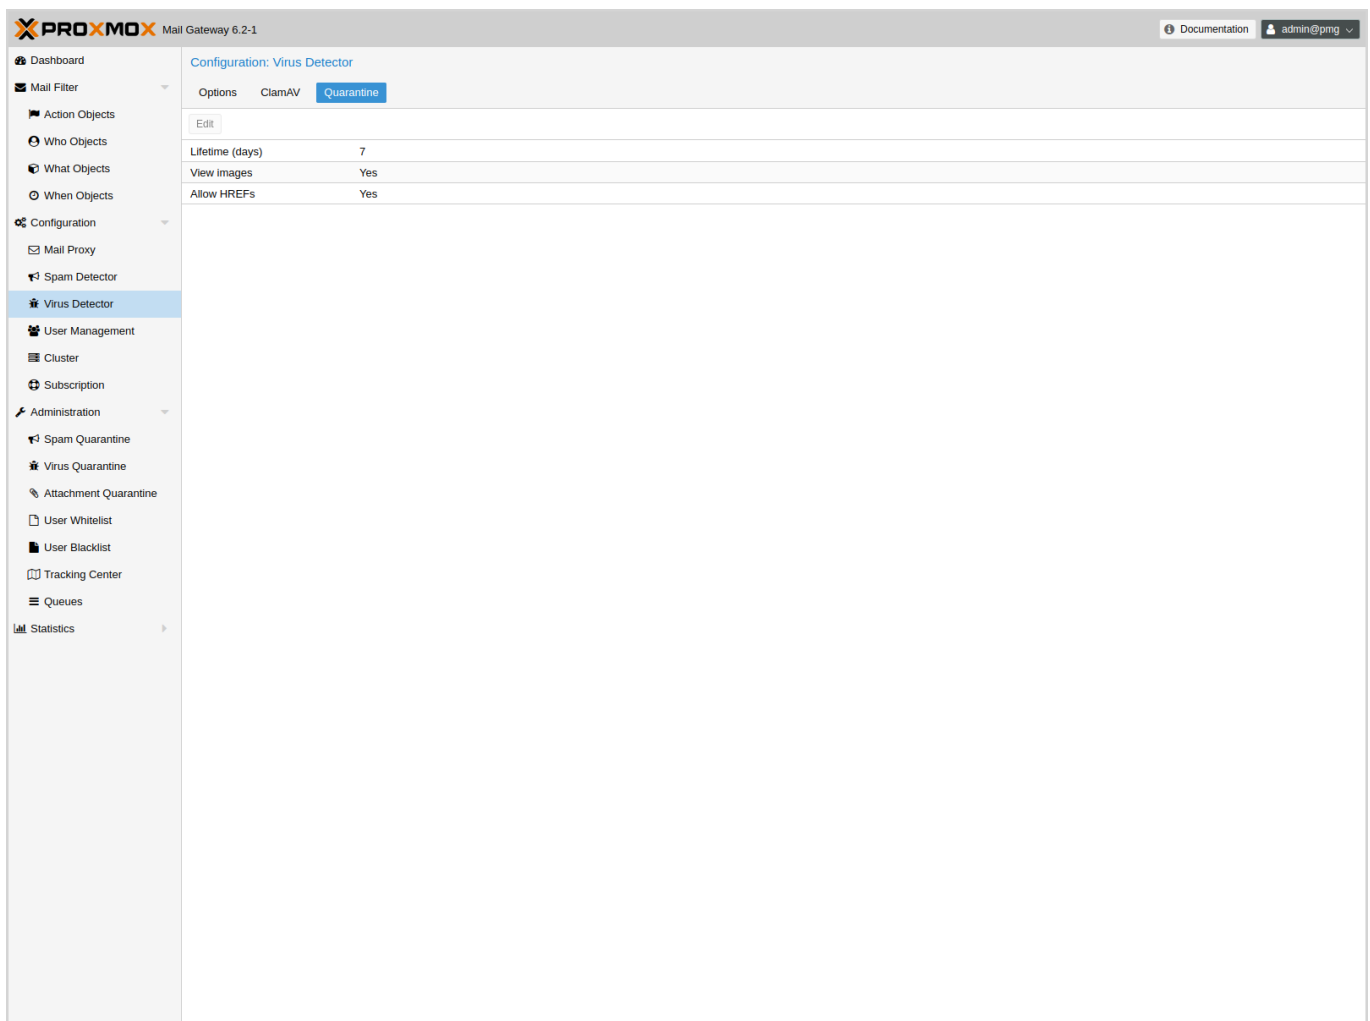 PROXMOX Mail Gateway 6.2-1
Documentation
admin@pmg
Dashboard
Mail Filter
Action Objects
Who Objects
What Objects
When Objects
Configuration
Mail Proxy
Spam Detector
Virus Detector
User Management
Cluster
Subscription
Administration
Spam Quarantine
Virus Quarantine
Attachment Quarantine
User Whitelist
User Blacklist
Tracking Center
Queues
Statistics
Configuration: Virus Detector
Options ClamAV Quarantine
Edit
Lifetime (days) 7
View images Yes
Allow HREFs Yes